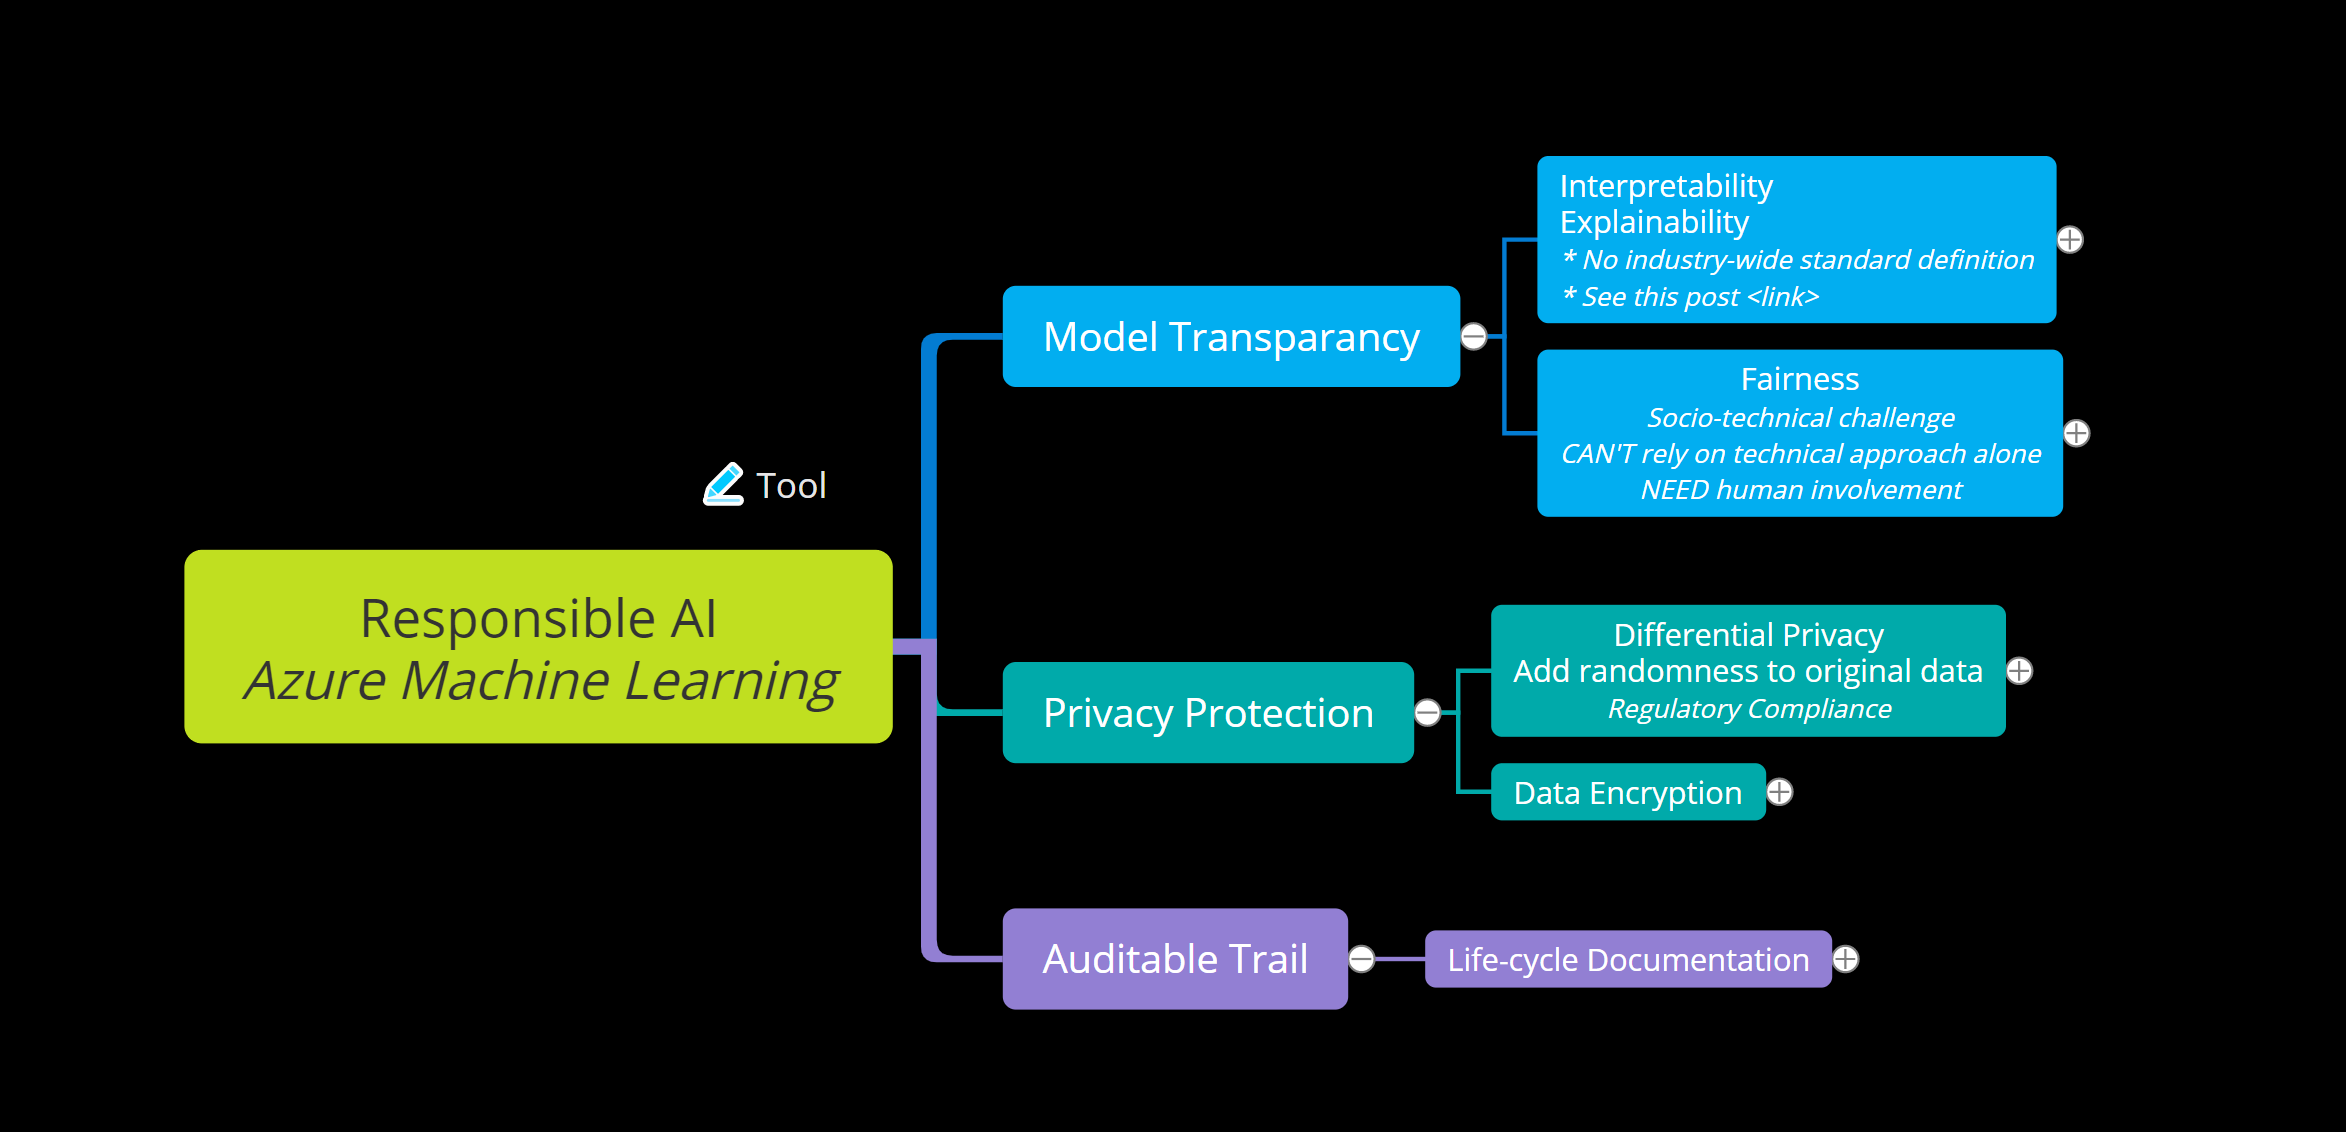 Tool
Responsible AI
Azure Machine Learning
Model Transparancy
Interpretability
Explainability
* No industry-wide standard definition
* See this post <link>
Fairness
Socio-technical challenge
CAN'T rely on technical approach alone
NEED human involvement
Privacy Protection
Differential Privacy
Add randomness to original data
Regulatory Compliance
Data Encryption
Auditable Trail
Life-cycle Documentation